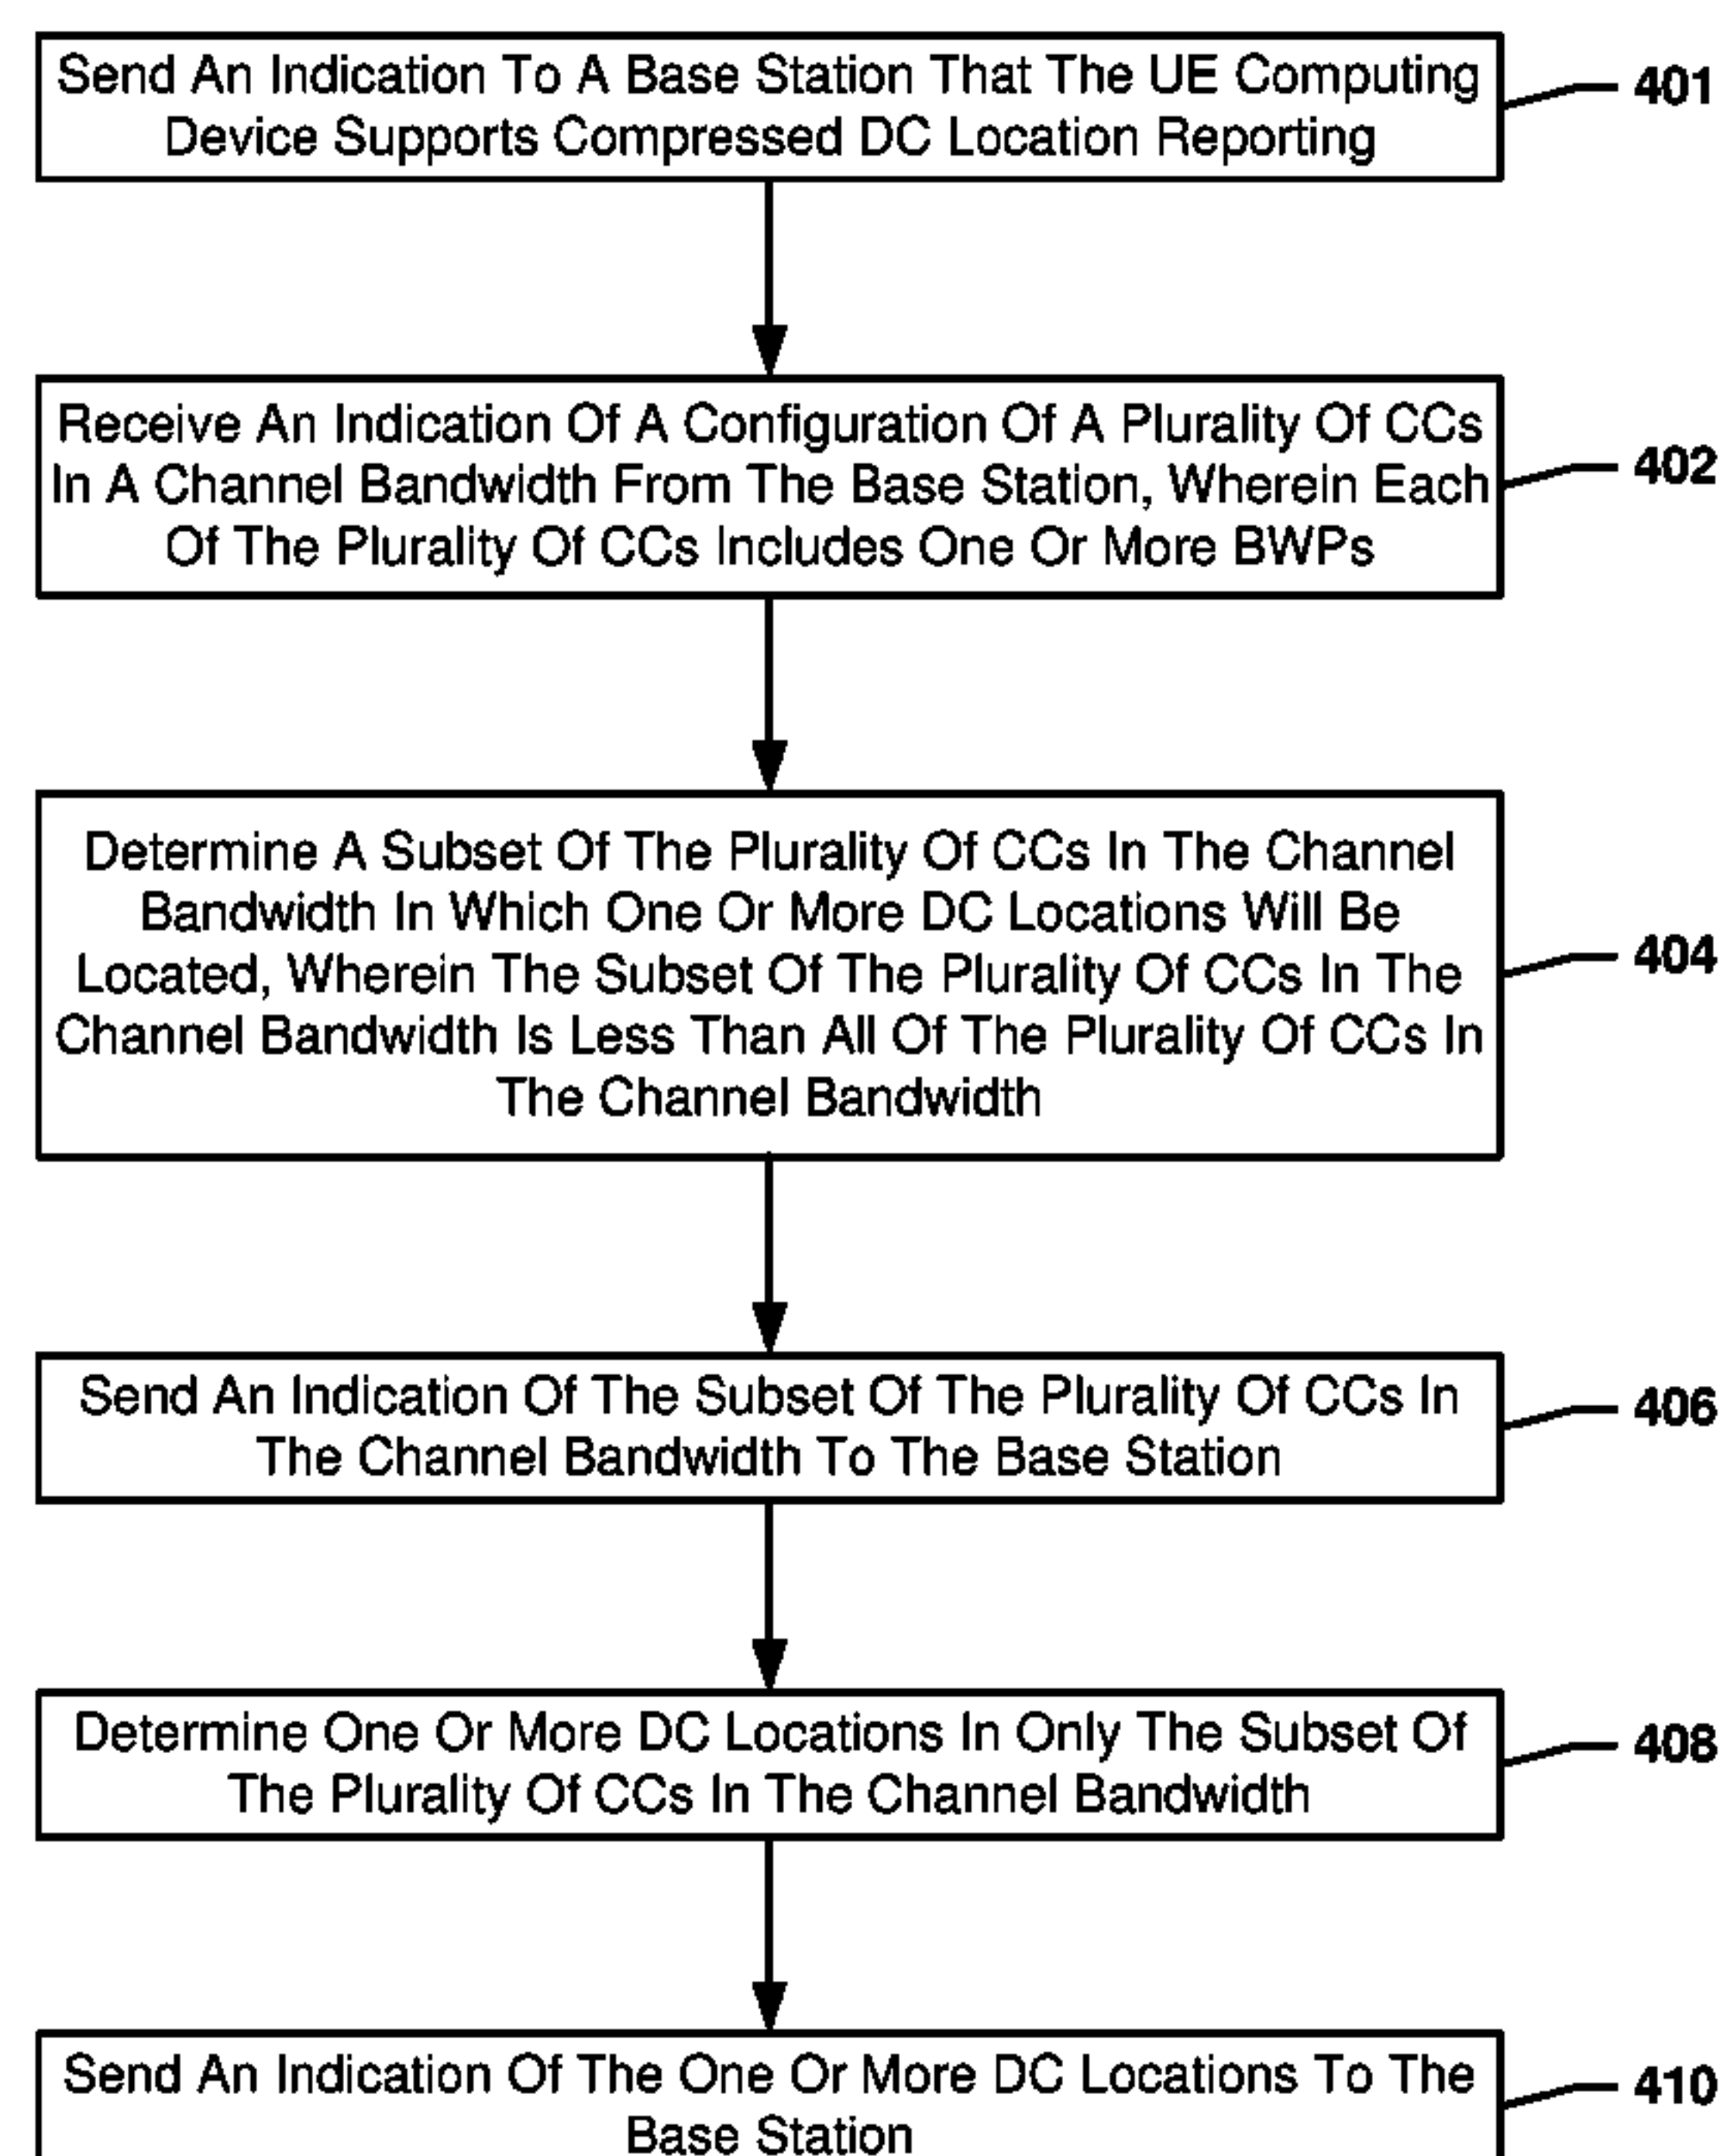 Send An Indication To A Base Station That The UE Computing
Device Supports Compressed DC Location Reporting
401
Receive An Indication Of A Configuration Of A Plurality Of CCs
In A Channel Bandwidth From The Base Station, Wherein Each
Of The Plurality Of CCs Includes One Or More BWPs
402
Determine A Subset Of The Plurality Of CCs In The Channel
Bandwidth In Which One Or More DC Locations Will Be
Located, Wherein The Subset Of The Plurality Of CCs In The
Channel Bandwidth Is Less Than All Of The Plurality Of CCs In
The Channel Bandwidth
404
Send An Indication Of The Subset Of The Plurality Of CCs In
The Channel Bandwidth To The Base Station
406
Determine One Or More DC Locations In Only The Subset Of
The Plurality Of CCs In The Channel Bandwidth
408
Send An Indication Of The One Or More DC Locations To The
Base Station
410